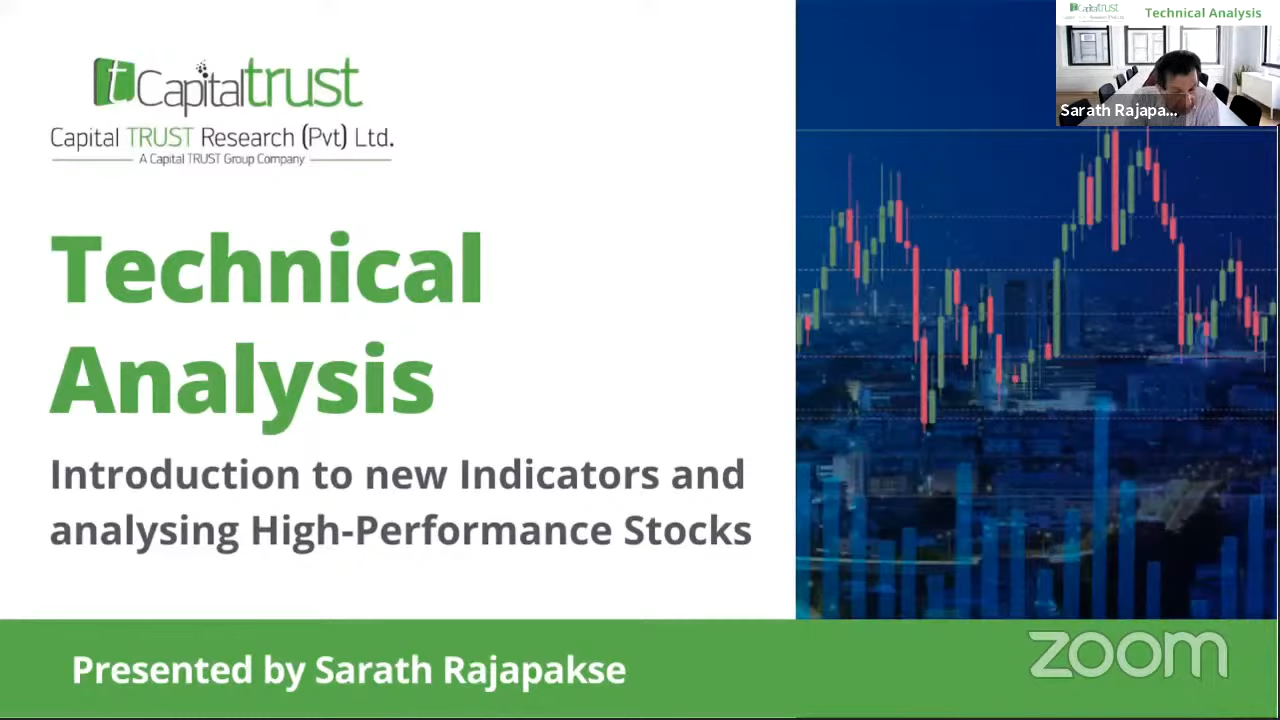 Capitaltrust
Capital TRUST Research (Pvt) Ltd.
A Capital TRUST Group Company
Technical
Analysis
Introduction to new Indicators and
analysing High-Performance Stocks
Presented by Sarath Rajapakse
Capitaltrust
Technical Analysis
Sarath Rajapa...
zoom